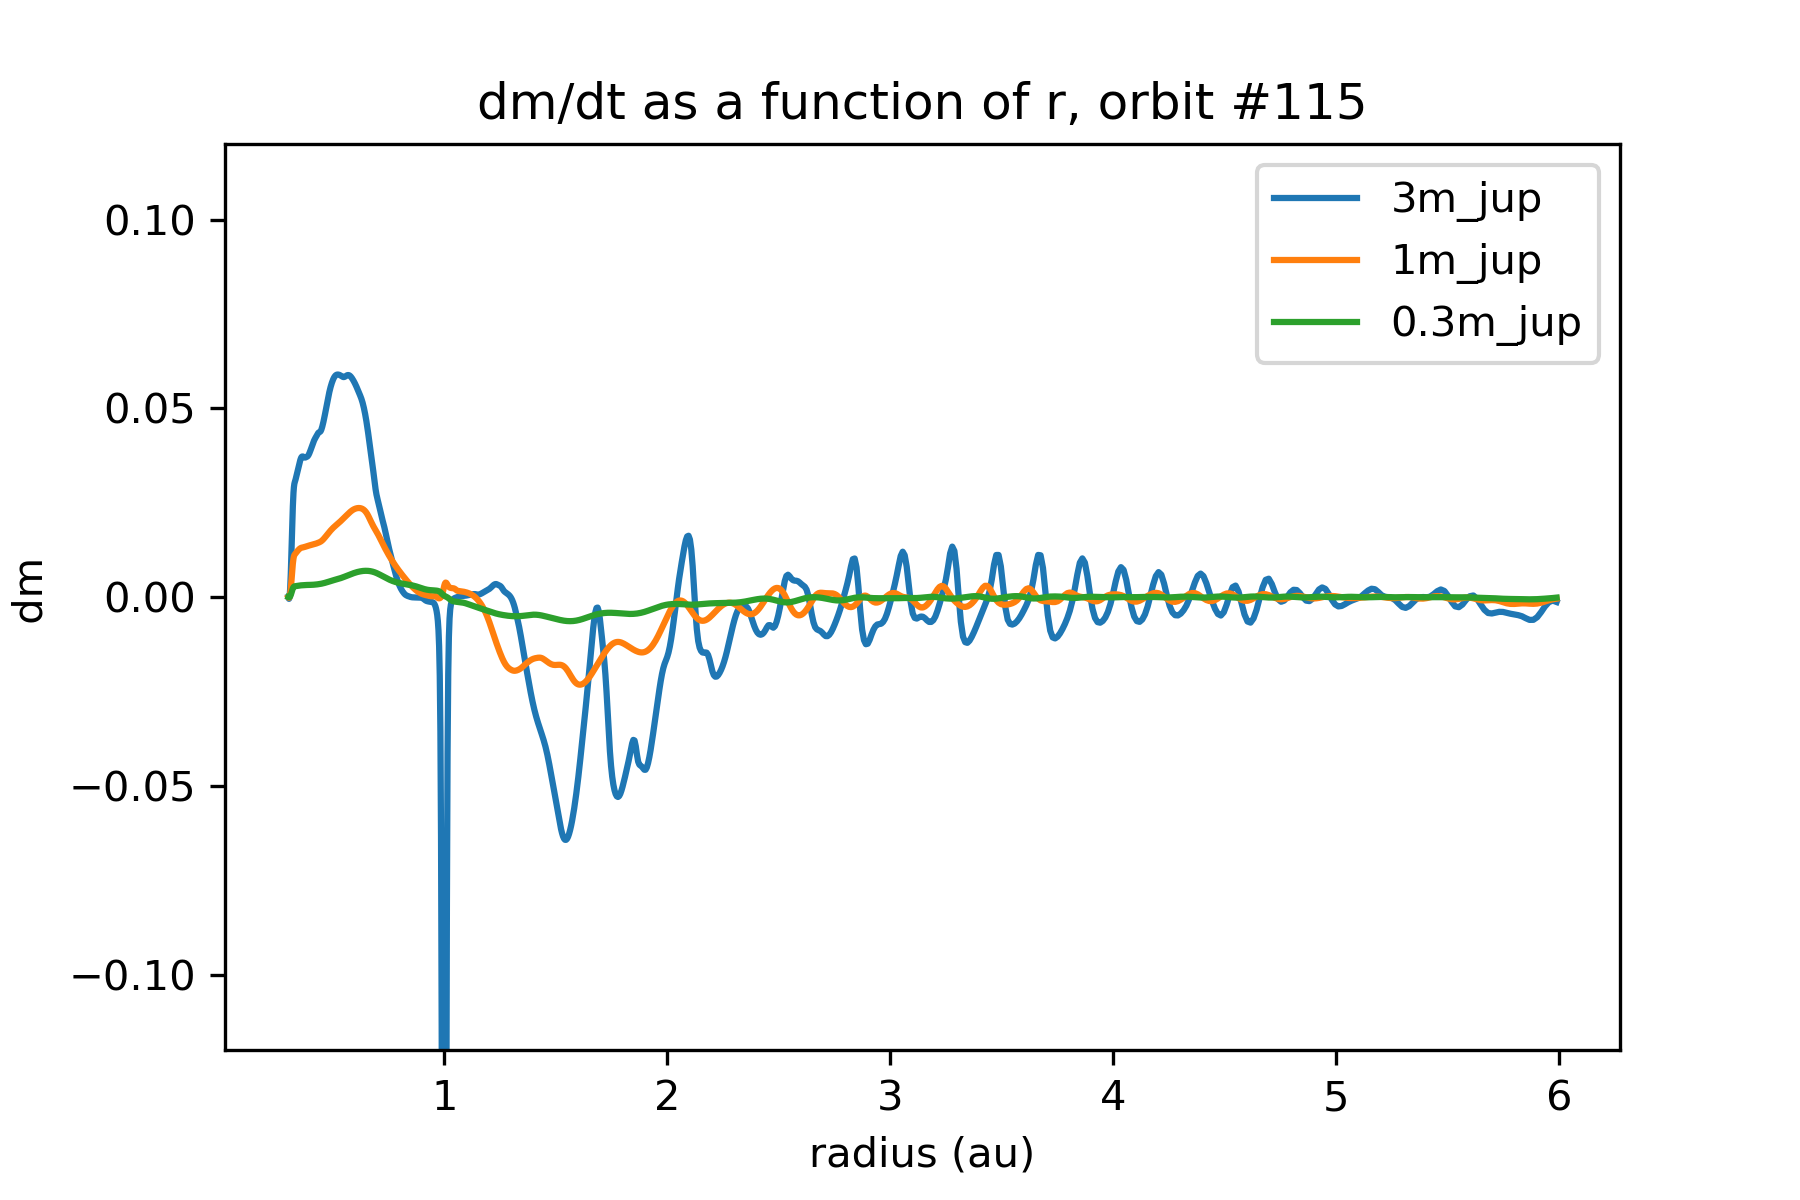 dm/dt as a function of r, orbit #115
3m_jup
1m_jup
0.3m_jup
dm
0.10
0.05
0.00
−0.05
−0.10
1 2 3 4 5 6
radius (au)